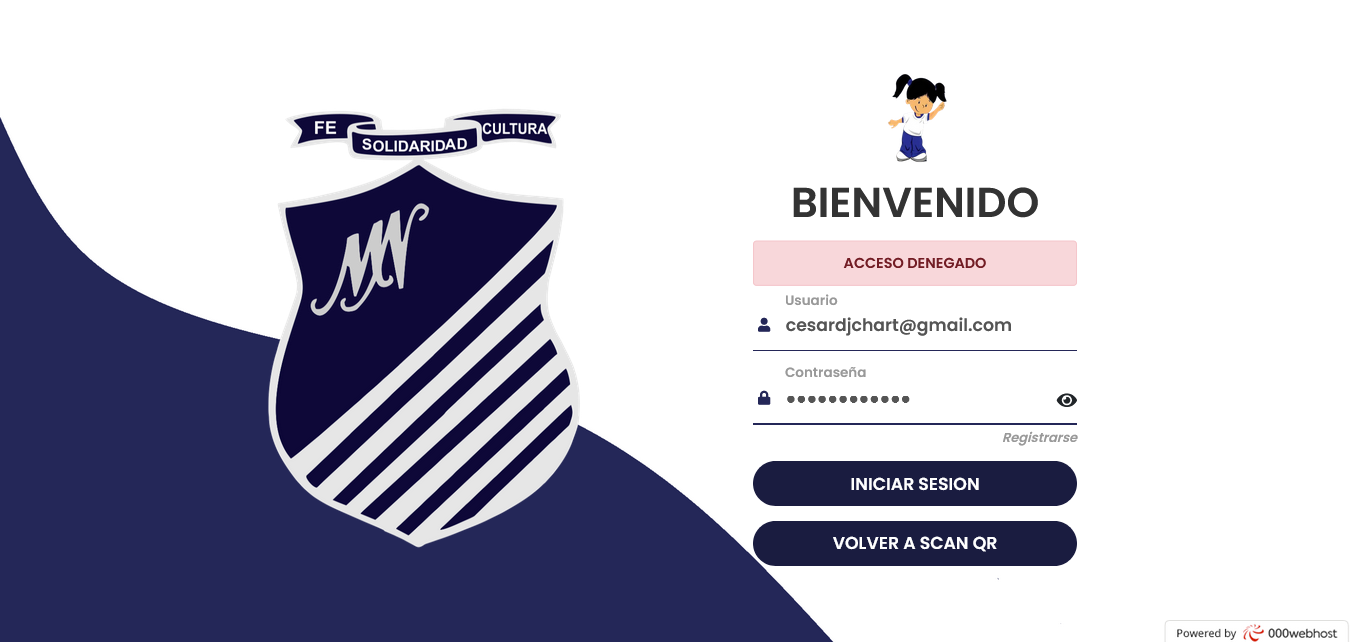 FE
SOLIDARIDAD
CULTURA
MN
BIENVENIDO
ACCESO DENEGADO
Usuario
cesardjchart@gmail.com
Contraseña
••••••••••••
Registrarse
INICIAR SESION
VOLVER A SCAN QR
Powered by 000webhost